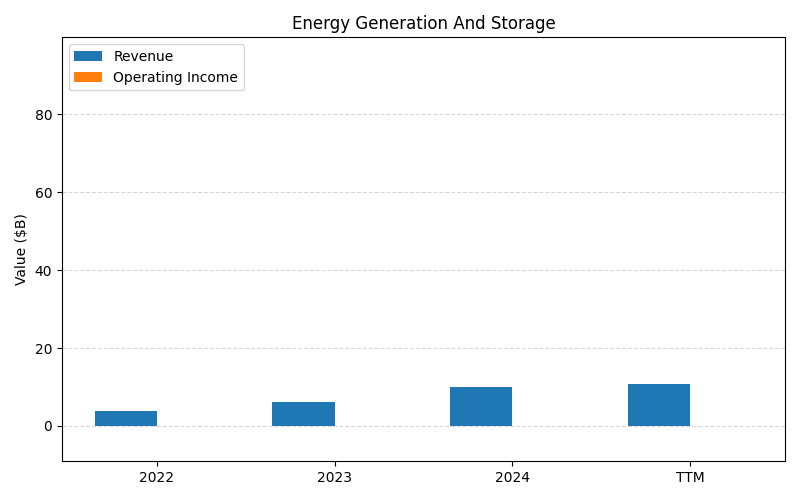 Energy Generation And Storage
Revenue
Operating Income
Value ($B)
80
60
40
20
0
2022 2023 2024 TTM